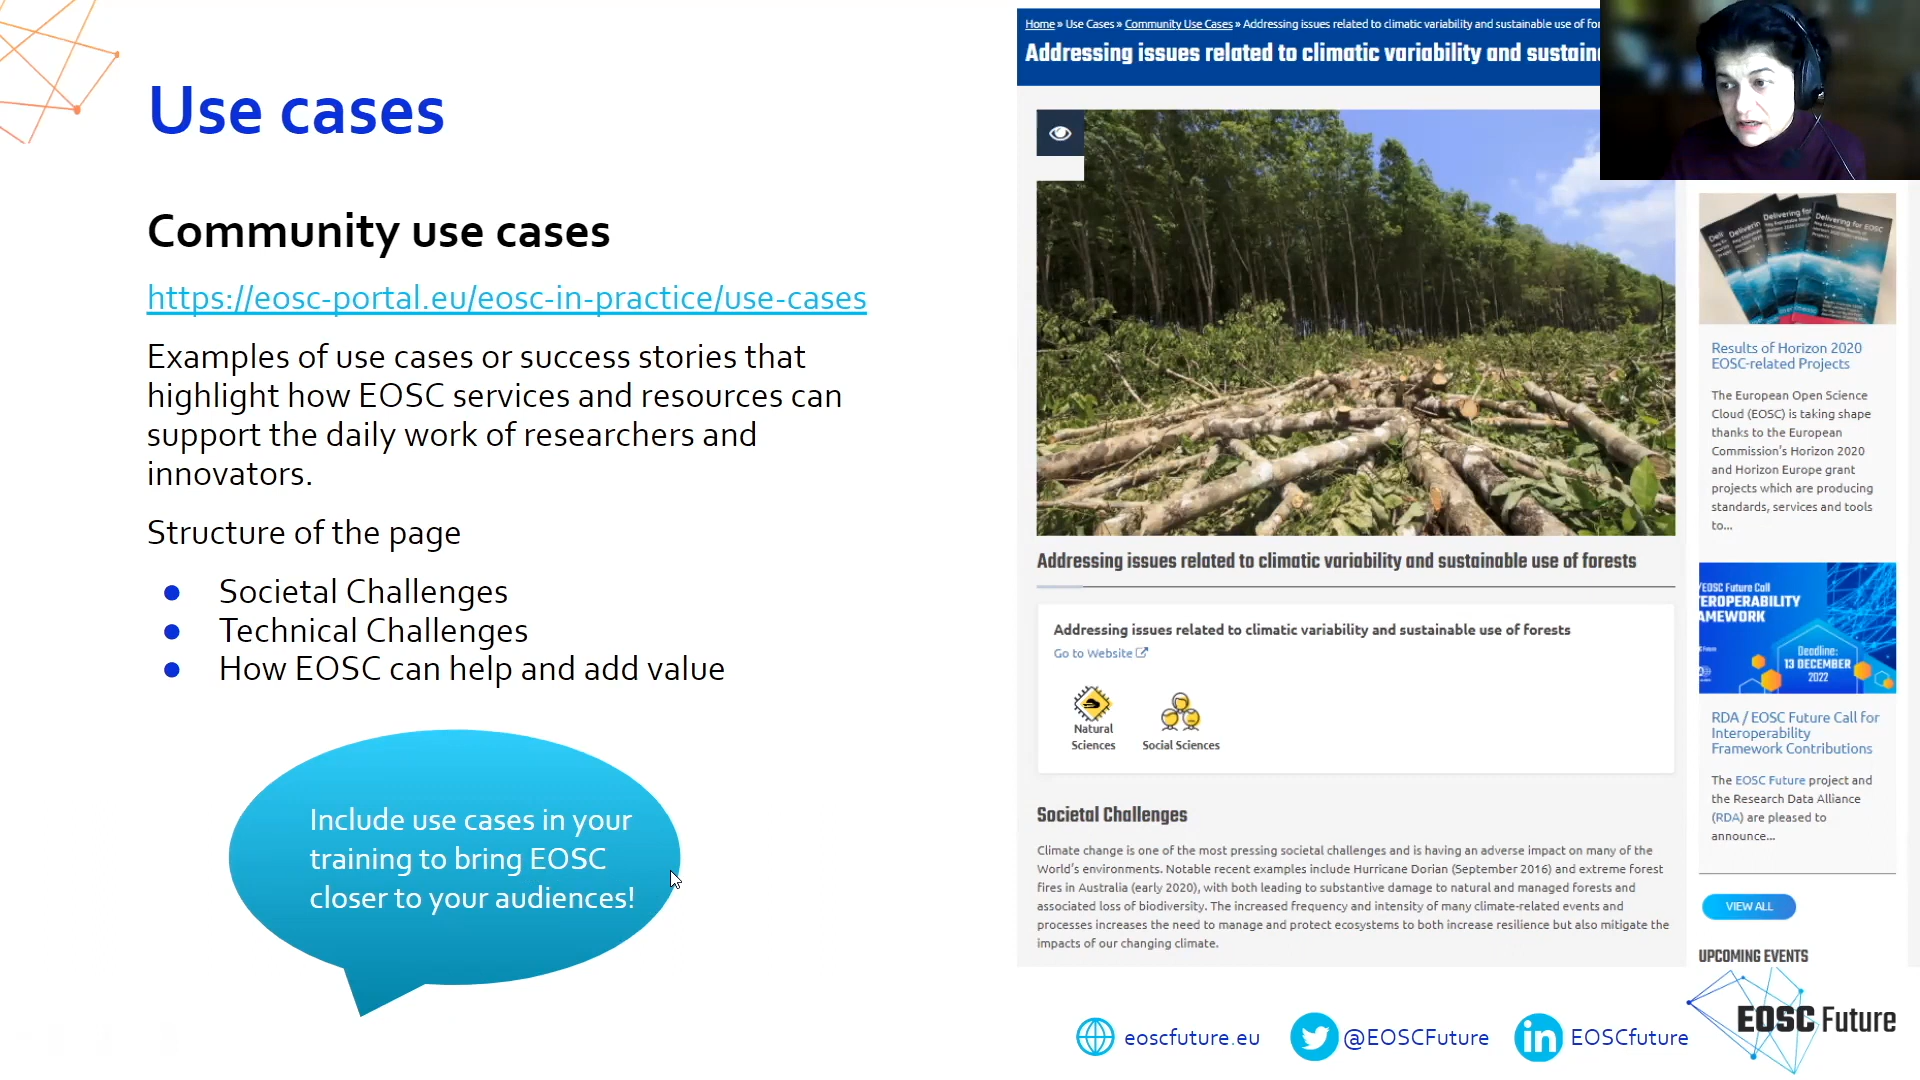 Use cases
Community use cases
https://eosc-portal.eu/eosc-in-practice/use-cases
Examples of use cases or success stories that
highlight how EOSC services and resources can
support the daily work of researchers and
innovators.
Structure of the page
● Societal Challenges
● Technical Challenges
● How EOSC can help and add value
Include use cases in your
training to bring EOSC
closer to your audiences!
Home » Use Cases » Community Use Cases » Addressing issues related to climatic variability and sustainable use of
Addressing issues related to climatic variability and
Addressing issues related to climatic variability and sustainable use of forests
Addressing issues related to climatic variability and sustainable use of forests
Go to Website
Natural
Sciences
Social Sciences
Societal Challenges
Climate change is one of the most pressing societal challenges and is having an adverse impact on many of the
World's environments. Notable recent examples include Hurricane Dorian (September 2016) and extreme forest
fires in Australia (early 2020), with both leading to substantive damage to natural and managed forests and
associated loss of biodiversity. The increased frequency and intensity of many climate-related events and
processes increases the need to manage and protect ecosystems to both increase resilience but also mitigate the
impacts of our changing climate.
Delivering for EOSC
Results of Horizon 2020
EOSC-related Projects
The European Open Science
Cloud (EOSC) is taking shape
thanks to the European
Commission's Horizon 2020
and Horizon Europe grant
projects which are producing
standards, services and tools
to...
/EOSC Future Call
TEROPERABILITY
AMEWORK
Deadline:
13 DECEMBER
2022
RDA / EOSC Future Call for
Interoperability
Framework Contributions
The EOSC Future project and
the Research Data Alliance
(RDA) are pleased to
announce...
VIEW ALL
UPCOMING EVENTS
eoscfuture.eu
@EOSCFuture
in EOSCfuture
EOSC Future